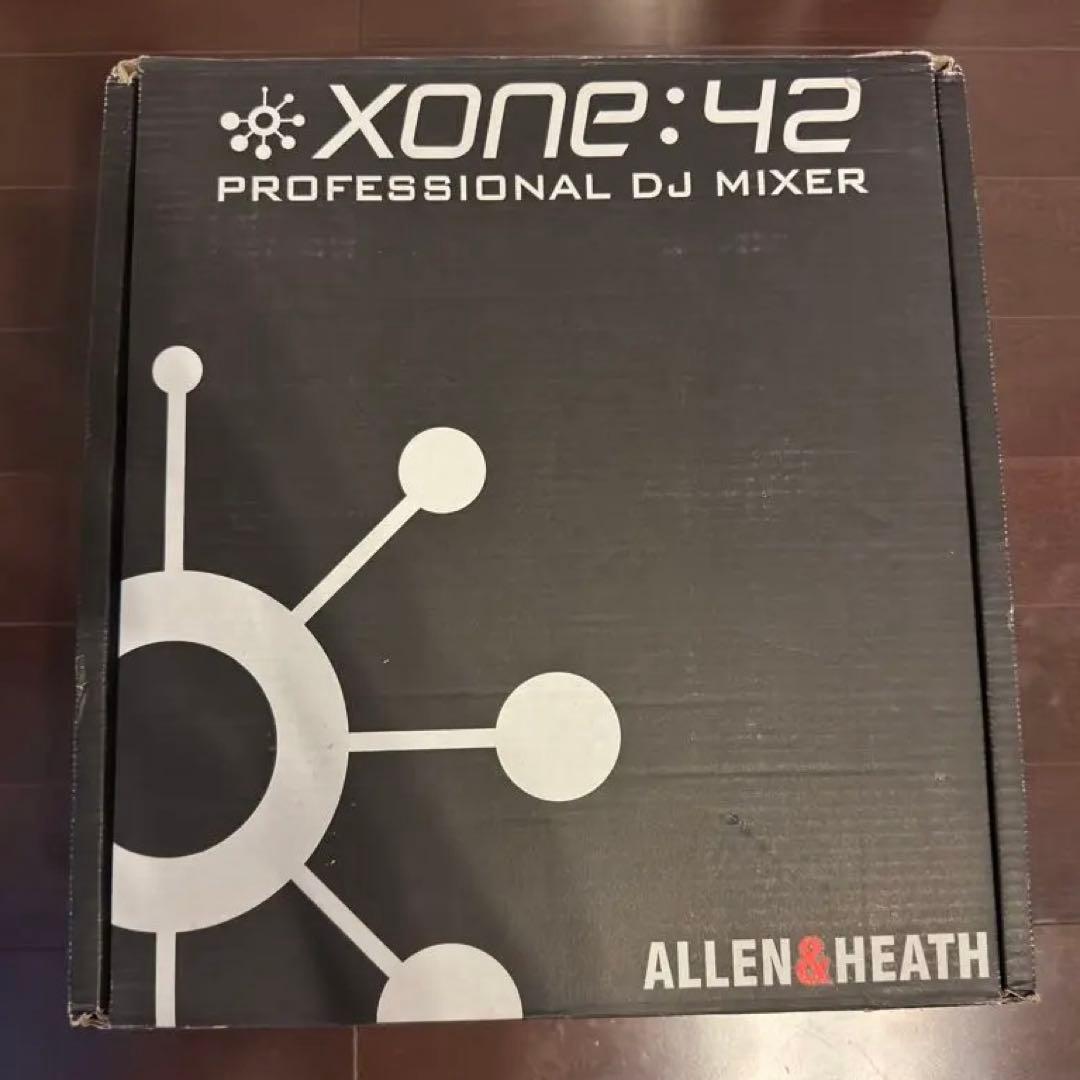 xone:42
PROFESSIONAL DJ MIXER
ALLEN&HEATH